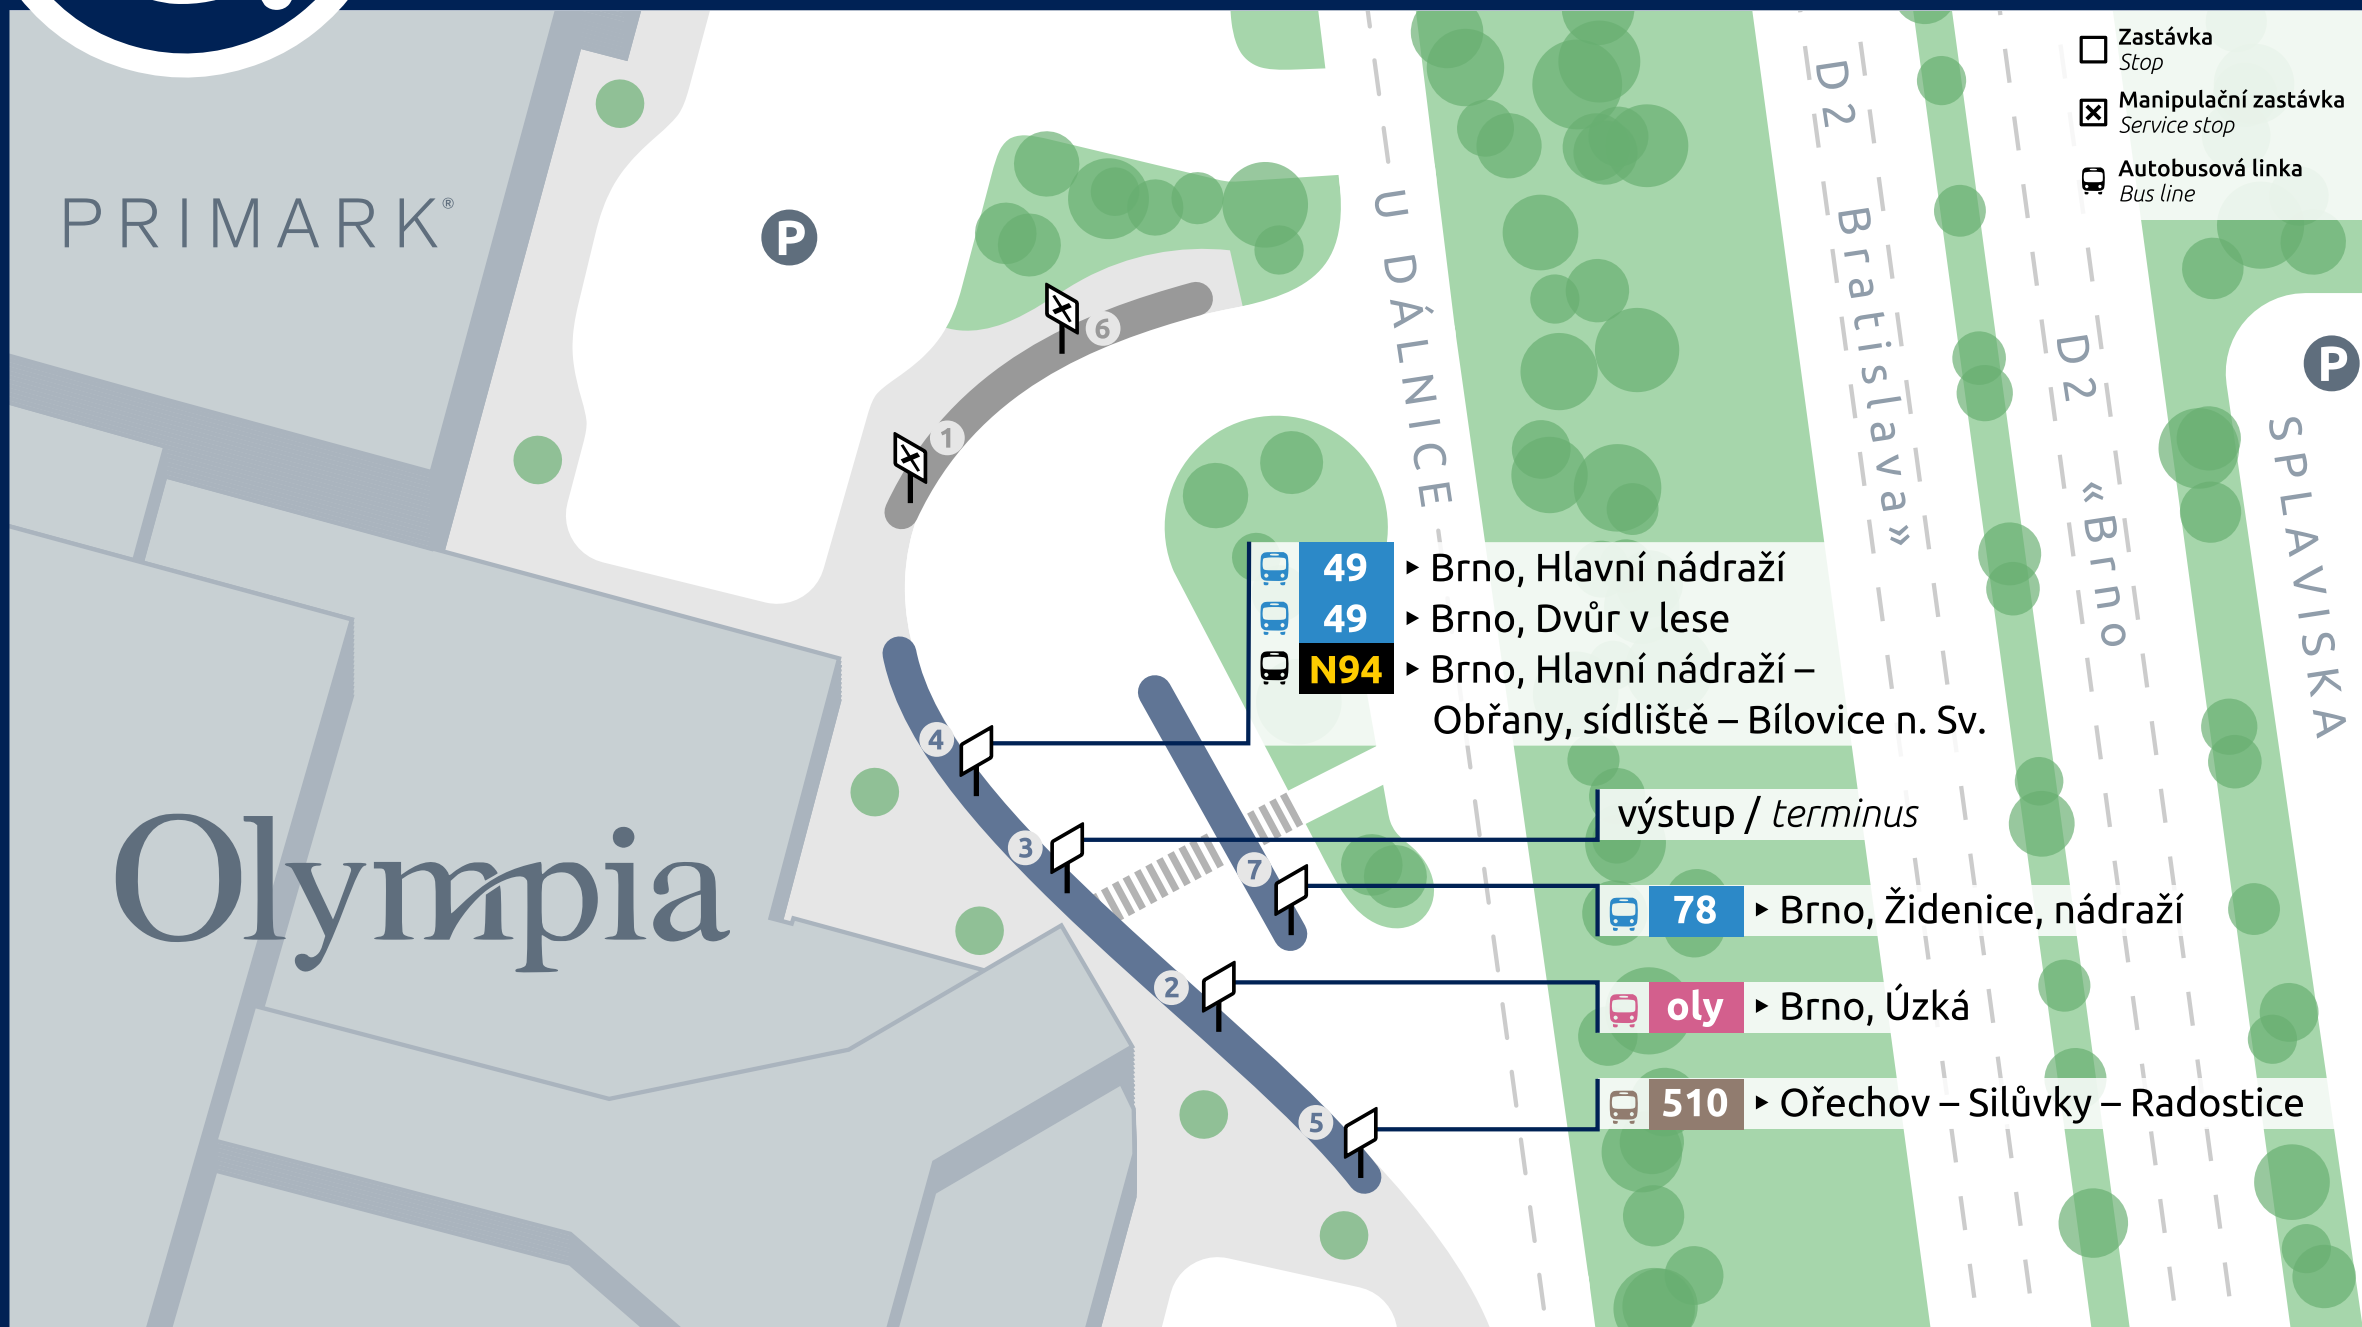 Zastávka
Stop
Manipulační zastávka
Service stop
Autobusová linka
Bus line
PRIMARK®
P
P
U DÁLNICE
D2 Bratislava»
D2 «Brno
SPLAVISKA
6
1
49 ▸ Brno, Hlavní nádraží
49 ▸ Brno, Dvůr v lese
N94 ▸ Brno, Hlavní nádraží –
Obřany, sídliště – Bílovice n. Sv.
4
výstup / terminus
3
7
78 ▸ Brno, Židenice, nádraží
Olympia
2
oly ▸ Brno, Úzká
5
510 ▸ Ořechov – Silůvky – Radostice